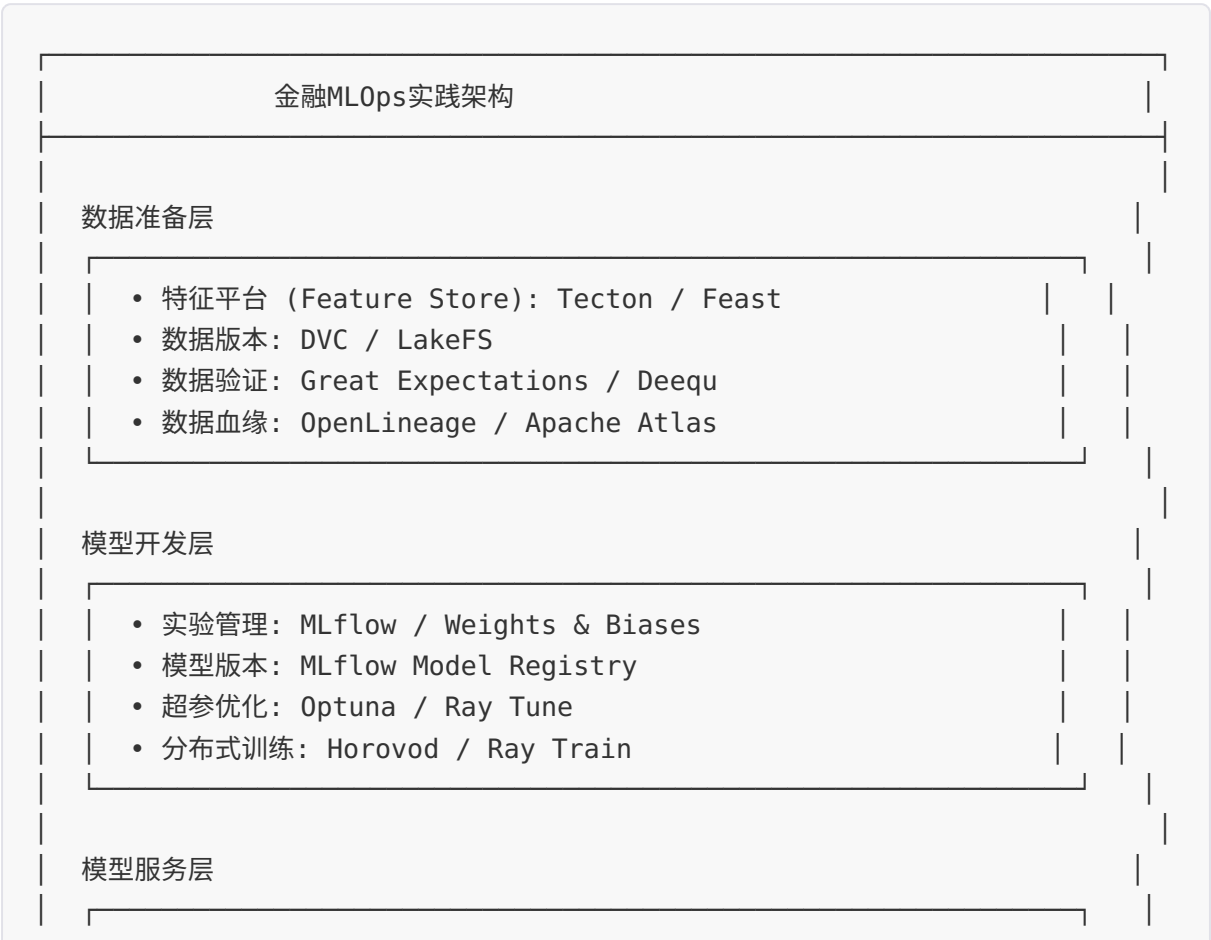 金融MLOps实践架构
数据准备层
• 特征平台 (Feature Store): Tecton / Feast
• 数据版本: DVC / LakeFS
• 数据验证: Great Expectations / Deequ
• 数据血缘: OpenLineage / Apache Atlas
模型开发层
• 实验管理: MLflow / Weights & Biases
• 模型版本: MLflow Model Registry
• 超参优化: Optuna / Ray Tune
• 分布式训练: Horovod / Ray Train
模型服务层